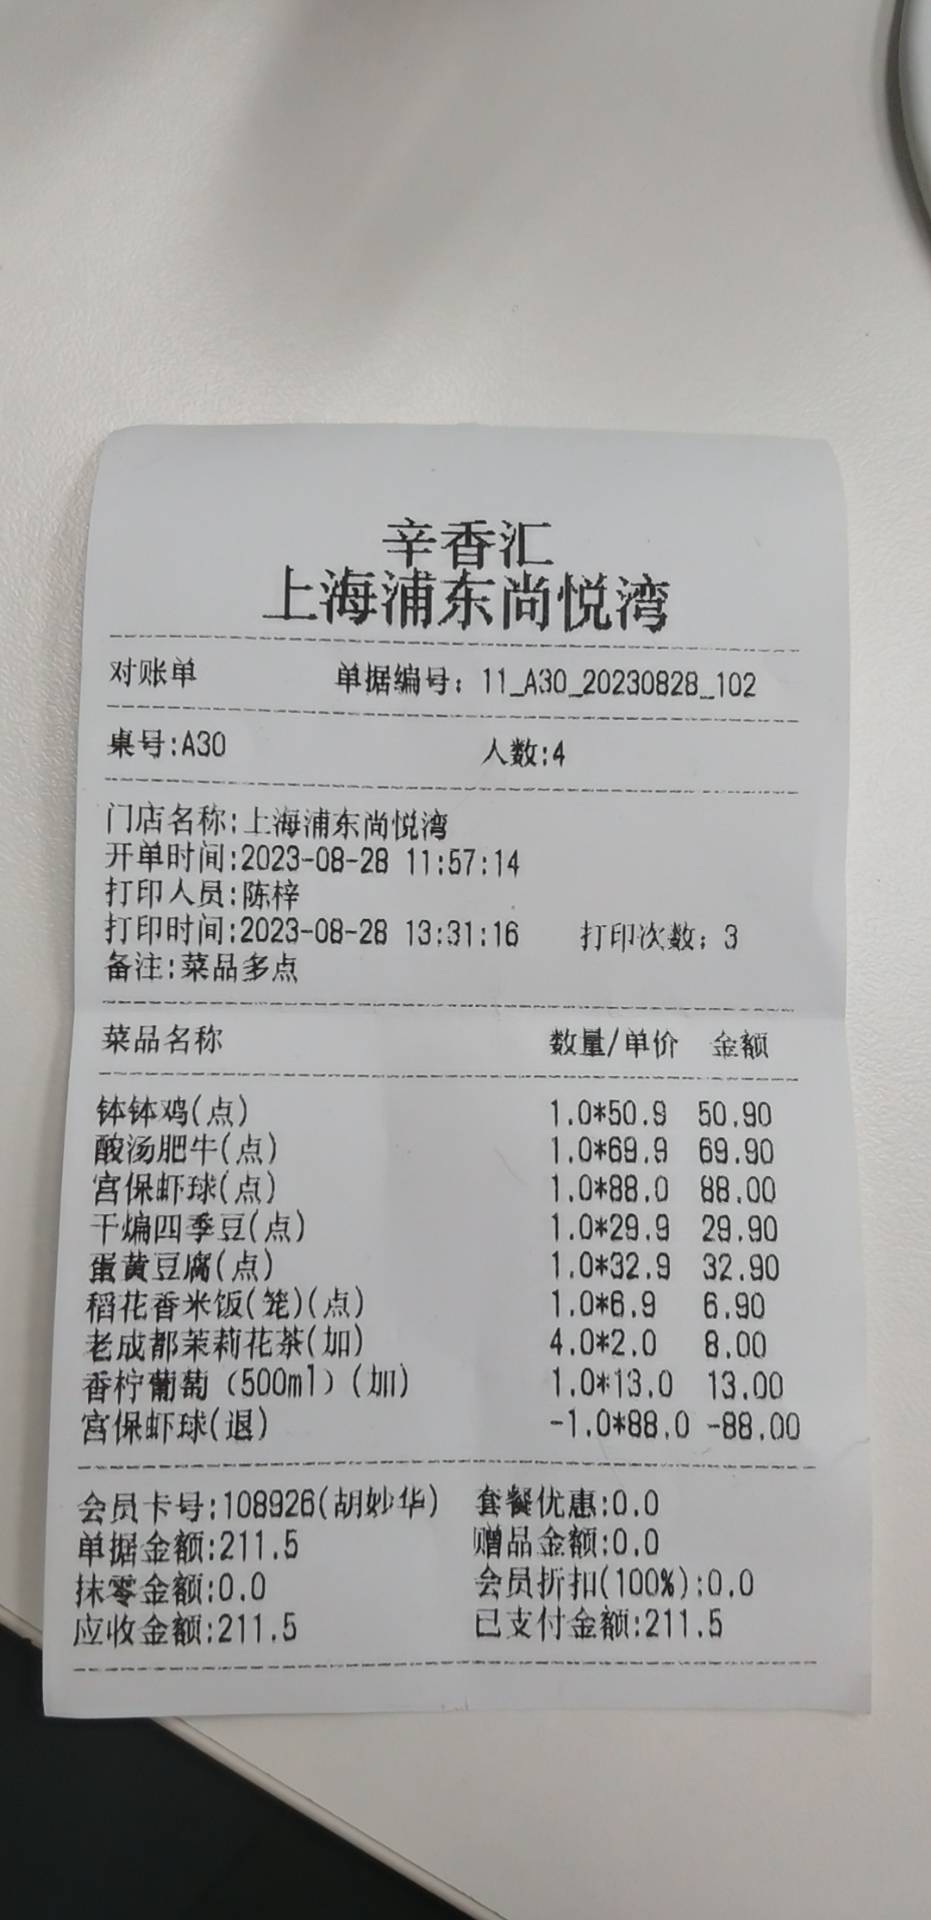 辛香汇
上海浦东尚悦湾
对账单 单据编号：11_A30_20230828_102
桌号:A30 人数:4
门店名称:上海浦东尚悦湾
开单时间:2023-08-28 11:57:14
打印人员:陈梓
打印时间:2023-08-28 13:31:16 打印次数：3
备注:菜品多点
菜品名称 数量/单价 金额
钵钵鸡(点) 1.0*50.9 50.90
酸汤肥牛(点) 1.0*69.9 69.90
宫保虾球(点) 1.0*88.0 88.00
干煸四季豆(点) 1.0*29.9 29.90
蛋黄豆腐(点) 1.0*32.9 32.90
稻花香米饭(笼)(点) 1.0*6.9 6.90
老成都茉莉花茶(加) 4.0*2.0 8.00
香柠葡萄（500ml）(加) 1.0*13.0 13.00
宫保虾球(退) -1.0*88.0 -88.00
会员卡号:108926(胡妙华) 套餐优惠:0.0
单据金额:211.5 赠品金额:0.0
抹零金额:0.0 会员折扣(100%):0.0
应收金额:211.5 已支付金额:211.5